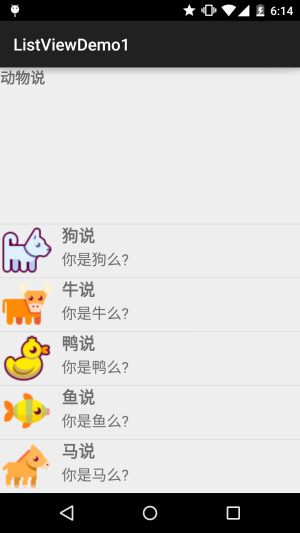 6:14
ListViewDemo1
动物说
狗说
你是狗么?
牛说
你是牛么?
鸭说
你是鸭么?
鱼说
你是鱼么?
马说
你是马么?